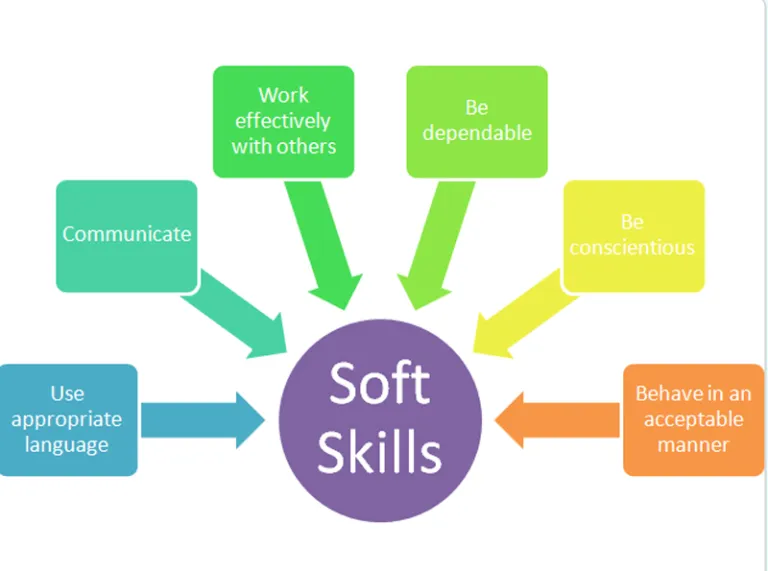 Work
effectively
with others
Be
dependable
Communicate
Be
conscientious
Use
appropriate
language
Soft
Skills
Behave in an
acceptable
manner